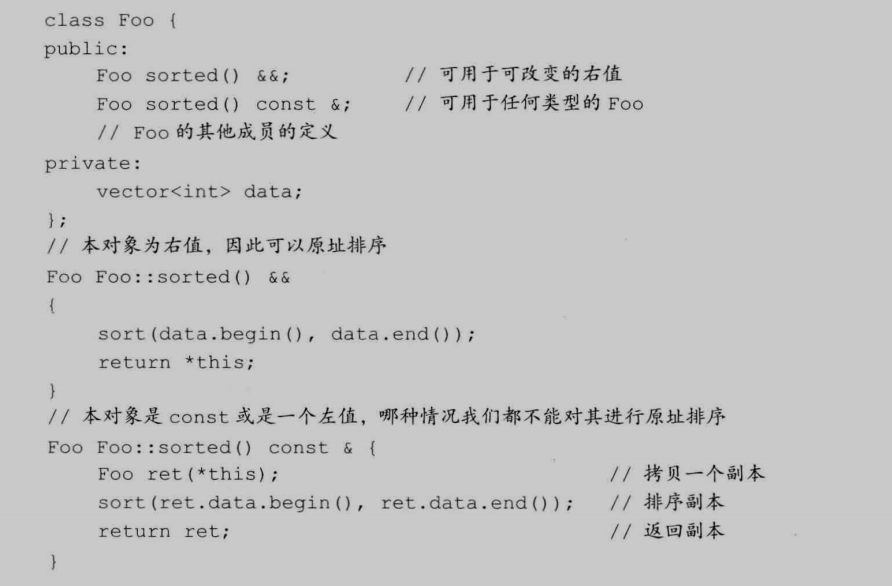 class Foo {
public:
    Foo sorted() &&;          // 可用于可改变的右值
    Foo sorted() const &;     // 可用于任何类型的 Foo
    // Foo 的其他成员的定义
private:
    vector<int> data;
};
// 本对象为右值，因此可以原址排序
Foo Foo::sorted() &&
{
    sort(data.begin(), data.end());
    return *this;
}
// 本对象是 const 或是一个左值，哪种情况我们都不能对其进行原址排序
Foo Foo::sorted() const & {
    Foo ret(*this);                          // 拷贝一个副本
    sort(ret.data.begin(), ret.data.end());  // 排序副本
    return ret;                              // 返回副本
}